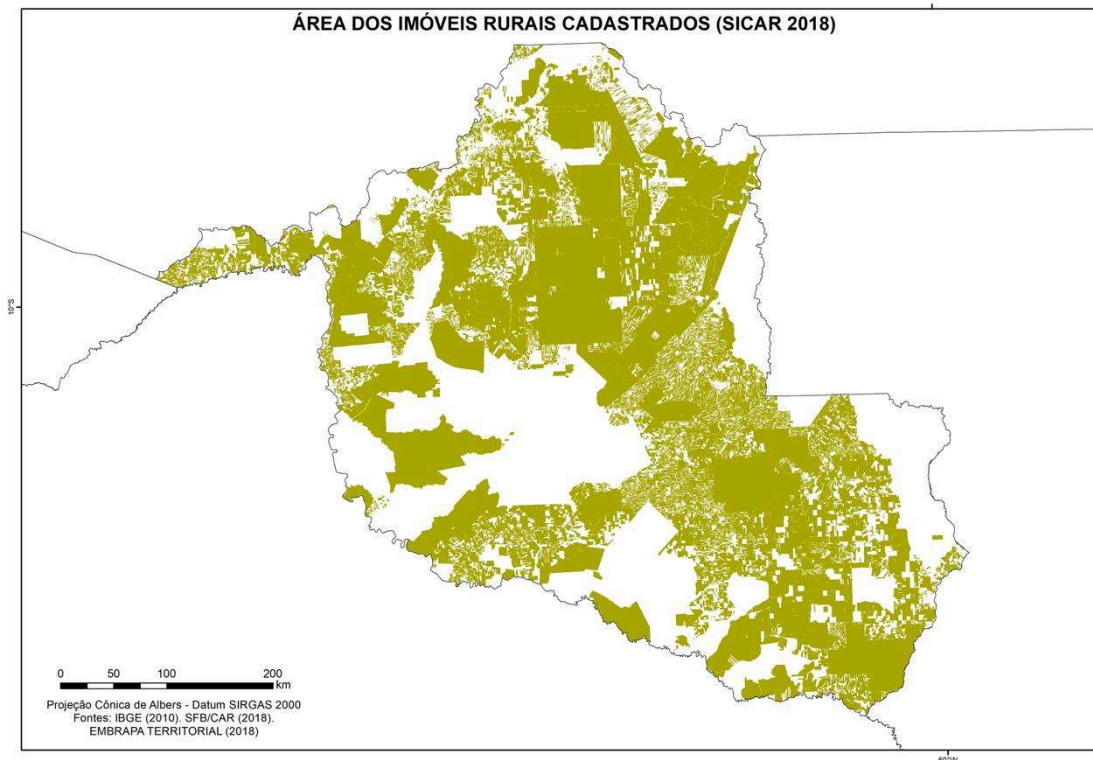 ÁREA DOS IMÓVEIS RURAIS CADASTRADOS (SICAR 2018)
10°S
0 50 100 200
km
Projeção Cônica de Albers - Datum SIRGAS 2000
Fontes: IBGE (2010). SFB/CAR (2018).
EMBRAPA TERRITORIAL (2018)